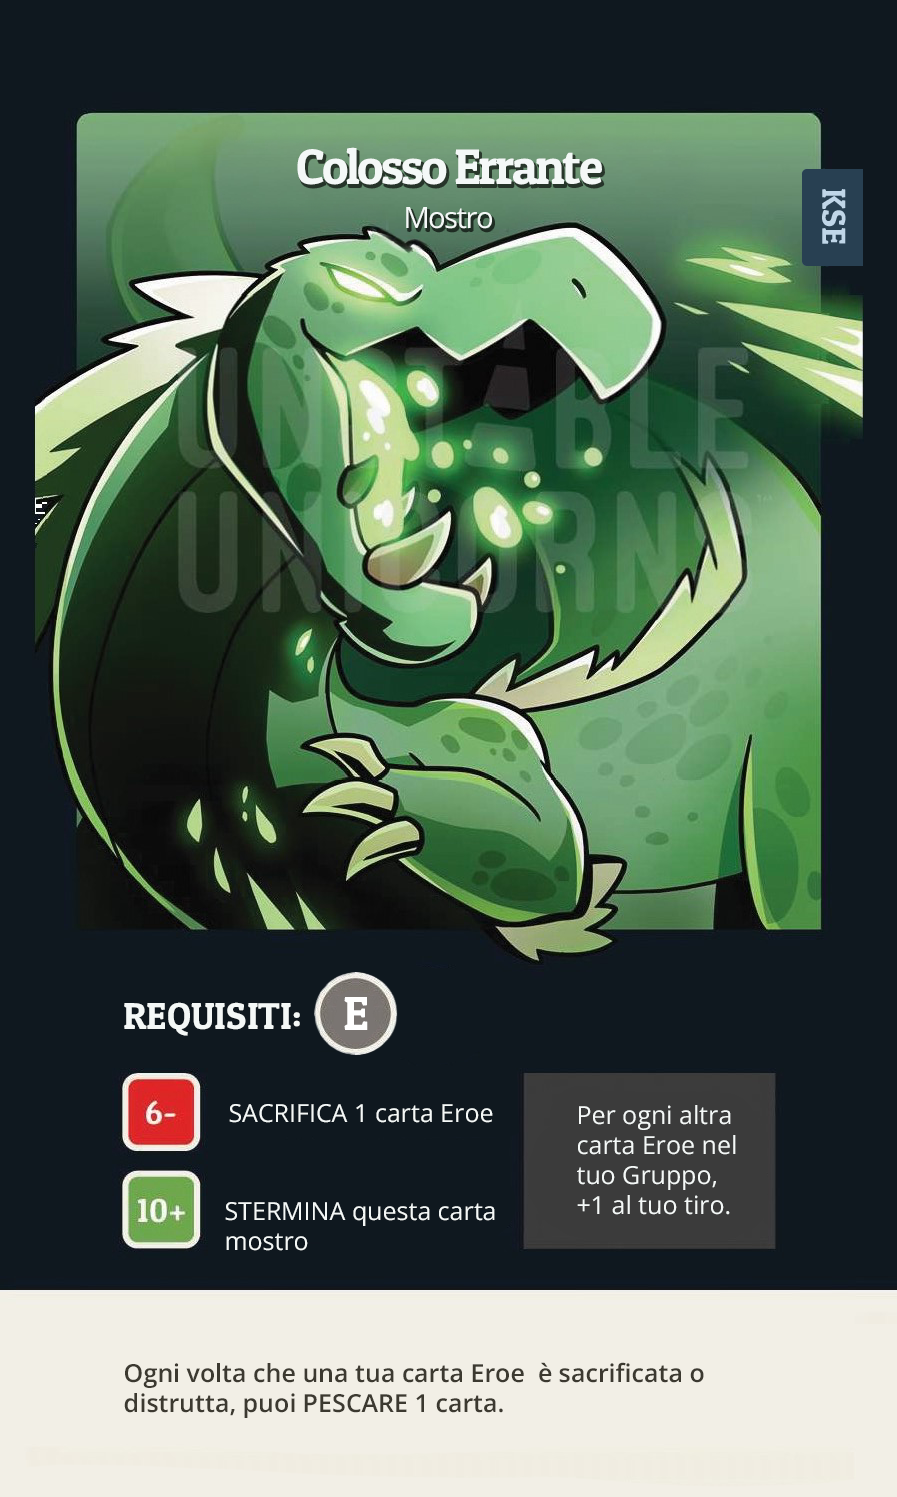 Colosso Errante
Mostro
KSE
UNSTABLE
UNICORNS
REQUISITI: E
6- SACRIFICA 1 carta Eroe
10+ STERMINA questa carta
mostro
Per ogni altra
carta Eroe nel
tuo Gruppo,
+1 al tuo tiro.
Ogni volta che una tua carta Eroe  è sacrificata o
distrutta, puoi PESCARE 1 carta.